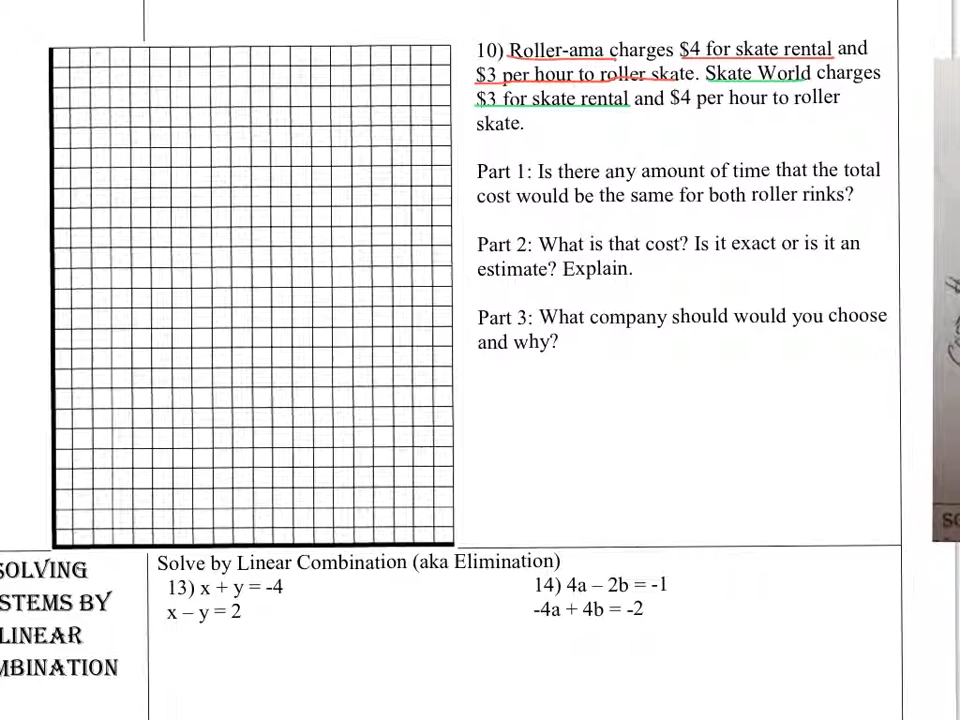 10) Roller-ama charges $4 for skate rental and
$3 per hour to roller skate. Skate World charges
$3 for skate rental and $4 per hour to roller
skate.
Part 1: Is there any amount of time that the total
cost would be the same for both roller rinks?
Part 2: What is that cost? Is it exact or is it an
estimate? Explain.
Part 3: What company should would you choose
and why?
SOLVING
STEMS BY
LINEAR
MBINATION
Solve by Linear Combination (aka Elimination)
13) x + y = -4
x – y = 2
14) 4a – 2b = -1
-4a + 4b = -2